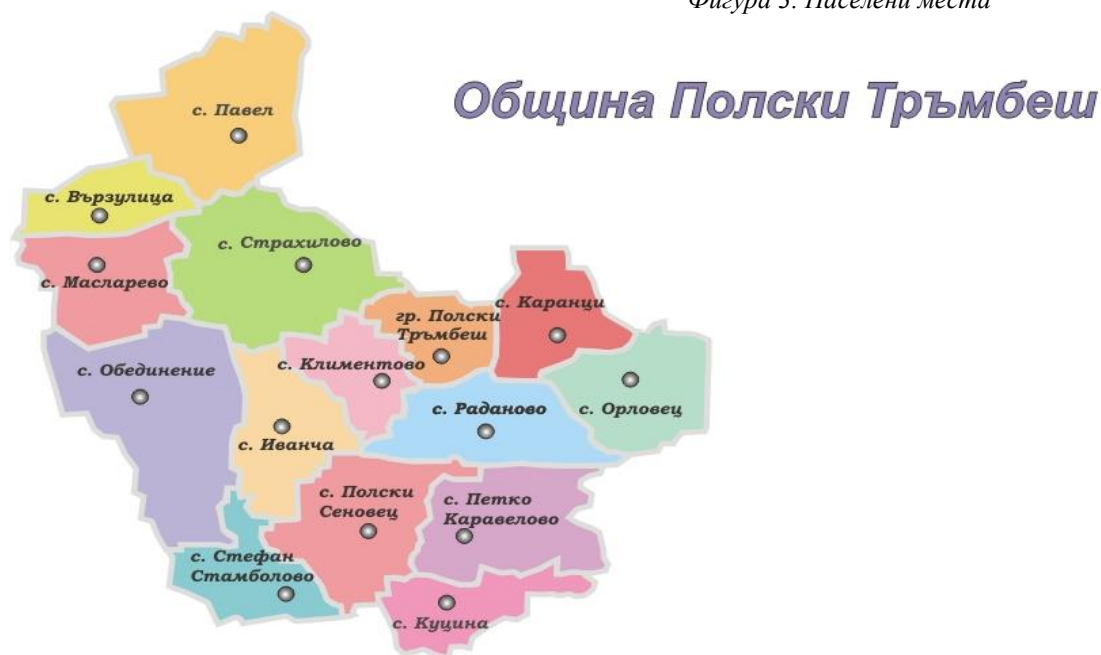 Фигура 3. Населени места
Община Полски Тръмбеш
с. Павел
с. Вързулица
с. Страхилово
с. Масларево
с. Каранци
гр. Полски
Тръмбеш
с. Обединение
с. Климентово
с. Раданово
с. Орловец
с. Иванча
с. Полски
Сеновец
с. Петко
Каравелово
с. Стефан
Стамболово
с. Куцина